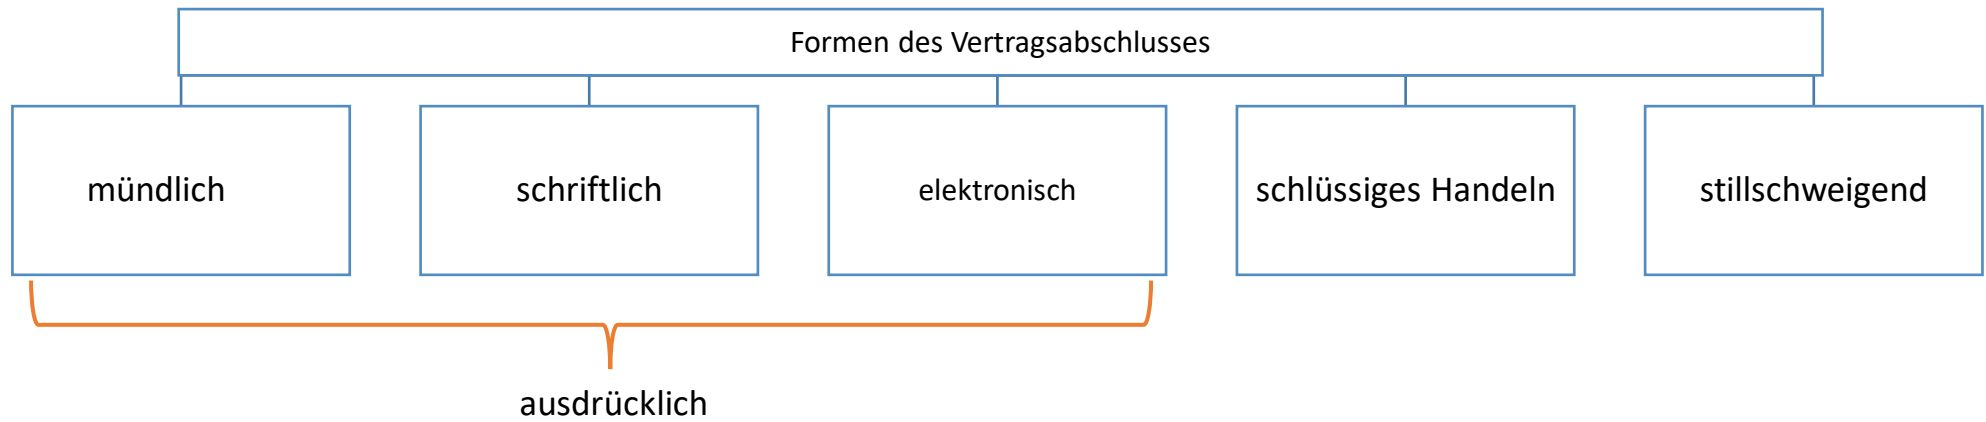 Formen des Vertragsabschlusses
mündlich
schriftlich
elektronisch
schlüssiges Handeln
stillschweigend
ausdrücklich